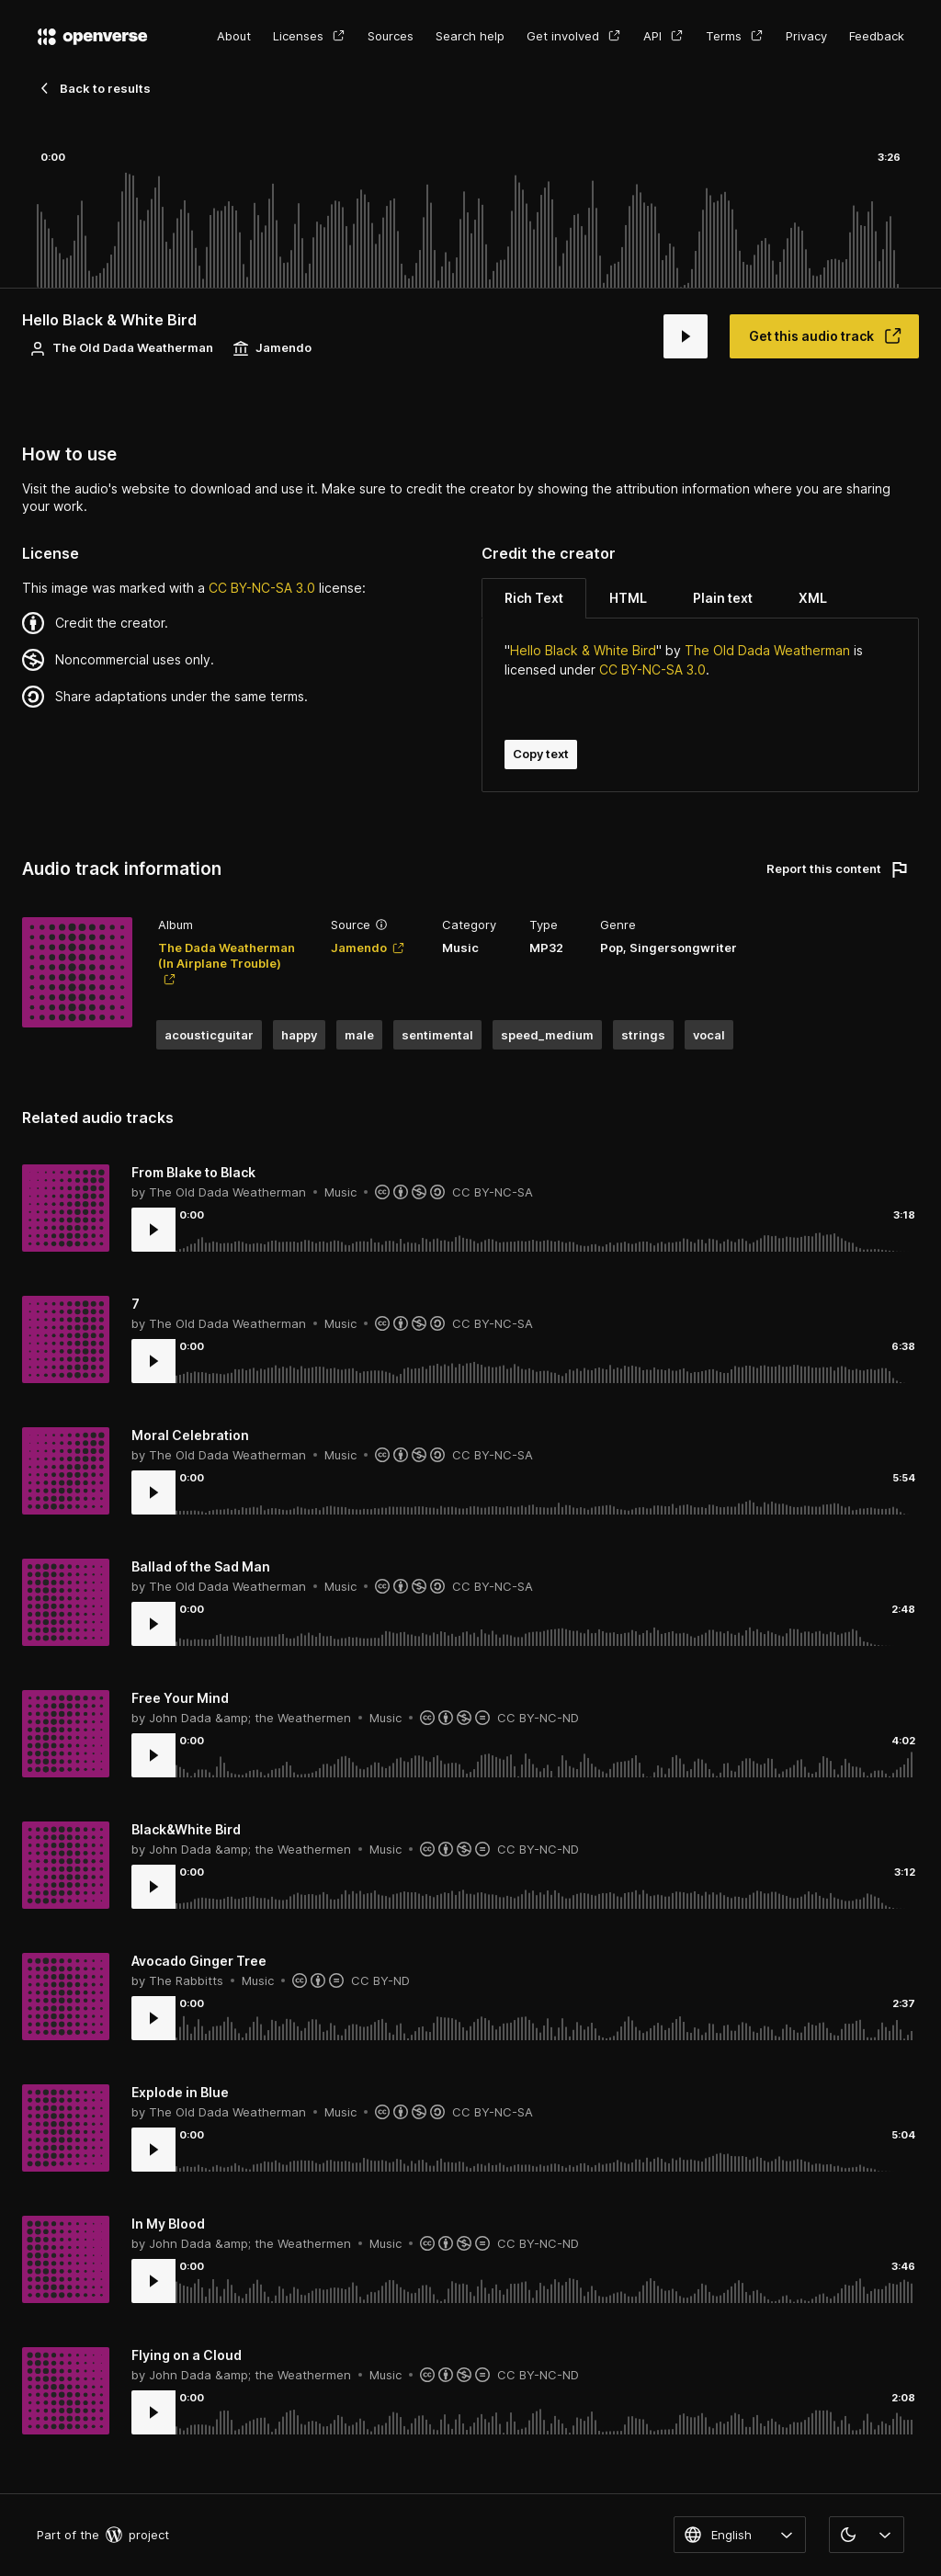 openverse About Licenses Sources Search help Get involved API Terms Privacy Feedback
Back to results
0:00 3:26
Hello Black & White Bird
The Old Dada Weatherman Jamendo
Get this audio track
How to use
Visit the audio's website to download and use it. Make sure to credit the creator by showing the attribution information where you are sharing
your work.
License
This image was marked with a CC BY-NC-SA 3.0 license:
Credit the creator.
Noncommercial uses only.
Share adaptations under the same terms.
Credit the creator
Rich Text HTML Plain text XML
"Hello Black & White Bird" by The Old Dada Weatherman is
licensed under CC BY-NC-SA 3.0.
Copy text
Audio track information
Report this content
Album Source Category Type Genre
The Dada Weatherman Jamendo Music MP32 Pop, Singersongwriter
(In Airplane Trouble)
acousticguitar happy male sentimental speed_medium strings vocal
Related audio tracks
From Blake to Black
by The Old Dada Weatherman • Music • CC BY-NC-SA
0:00 3:18
7
by The Old Dada Weatherman • Music • CC BY-NC-SA
0:00 6:38
Moral Celebration
by The Old Dada Weatherman • Music • CC BY-NC-SA
0:00 5:54
Ballad of the Sad Man
by The Old Dada Weatherman • Music • CC BY-NC-SA
0:00 2:48
Free Your Mind
by John Dada &amp; the Weathermen • Music • CC BY-NC-ND
0:00 4:02
Black&White Bird
by John Dada &amp; the Weathermen • Music • CC BY-NC-ND
0:00 3:12
Avocado Ginger Tree
by The Rabbitts • Music • CC BY-ND
0:00 2:37
Explode in Blue
by The Old Dada Weatherman • Music • CC BY-NC-SA
0:00 5:04
In My Blood
by John Dada &amp; the Weathermen • Music • CC BY-NC-ND
0:00 3:46
Flying on a Cloud
by John Dada &amp; the Weathermen • Music • CC BY-NC-ND
0:00 2:08
Part of the project English